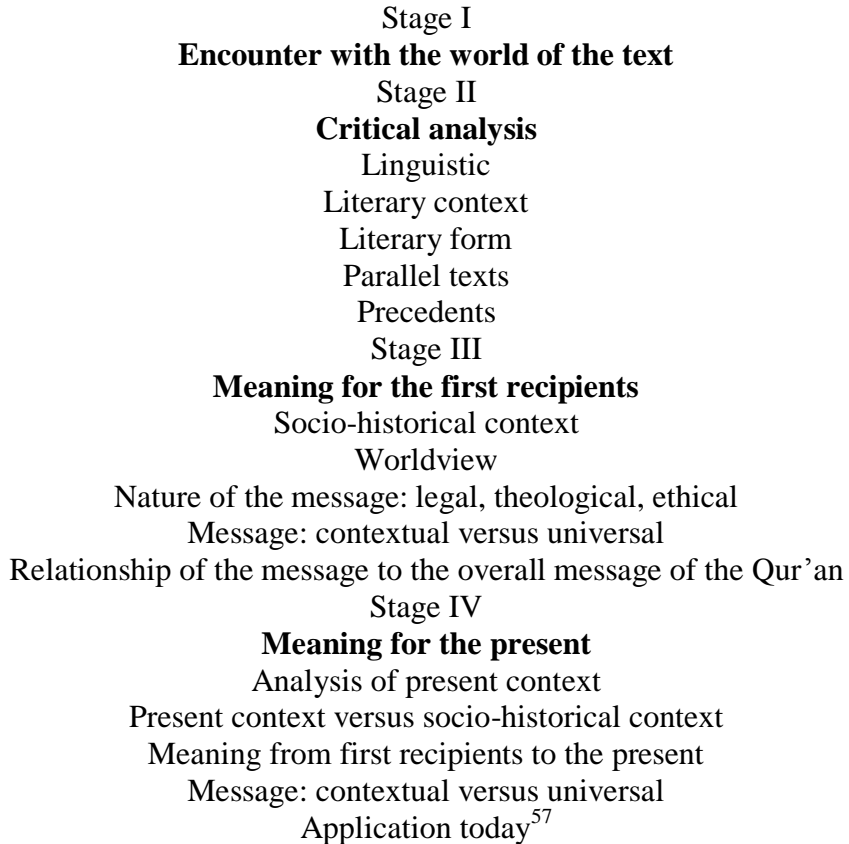 Stage I
Encounter with the world of the text
Stage II
Critical analysis
Linguistic
Literary context
Literary form
Parallel texts
Precedents
Stage III
Meaning for the first recipients
Socio-historical context
Worldview
Nature of the message: legal, theological, ethical
Message: contextual versus universal
Relationship of the message to the overall message of the Qur’an
Stage IV
Meaning for the present
Analysis of present context
Present context versus socio-historical context
Meaning from first recipients to the present
Message: contextual versus universal
Application today57